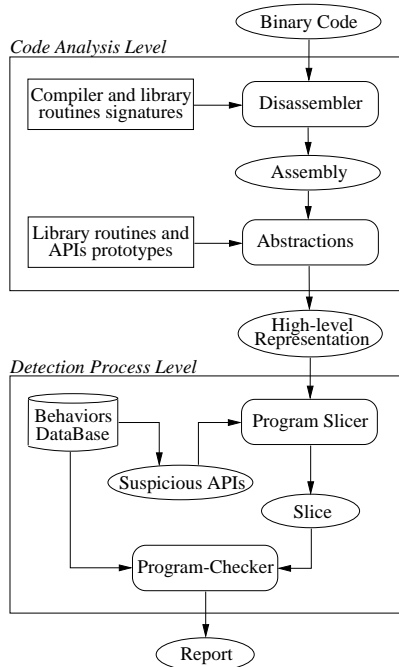 Binary Code
Code Analysis Level
Compiler and library
routines signatures
Disassembler
Assembly
Library routines and
APIs prototypes
Abstractions
High-level
Representation
Detection Process Level
Behaviors
DataBase
Program Slicer
Suspicious APIs
Slice
Program-Checker
Report